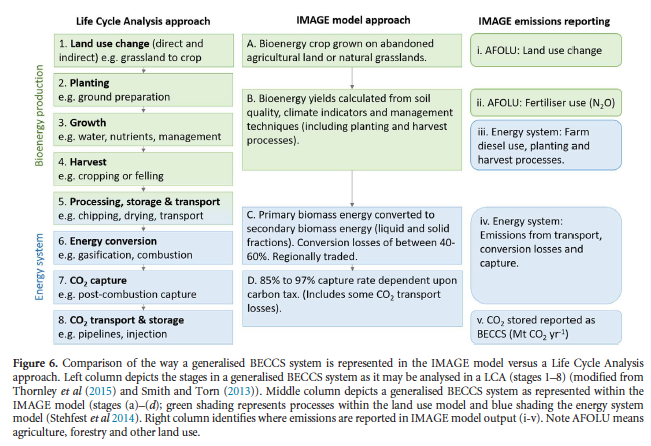 Life Cycle Analysis approach
IMAGE model approach
IMAGE emissions reporting
Bioenergy production
Energy system
1. Land use change (direct and
indirect) e.g. grassland to crop
2. Planting
e.g. ground preparation
3. Growth
e.g. water, nutrients, management
4. Harvest
e.g. cropping or felling
5. Processing, storage & transport
e.g. chipping, drying, transport
6. Energy conversion
e.g. gasification, combustion
7. CO₂ capture
e.g. post-combustion capture
8. CO₂ transport & storage
e.g. pipelines, injection
A. Bioenergy crop grown on abandoned
agricultural land or natural grasslands.
B. Bioenergy yields calculated from soil
quality, climate indicators and management
techniques (including planting and harvest
processes).
C. Primary biomass energy converted to
secondary biomass energy (liquid and solid
fractions). Conversion losses of between 40-
60%. Regionally traded.
D. 85% to 97% capture rate dependent upon
carbon tax. (Includes some CO₂ transport
losses).
i. AFOLU: Land use change
ii. AFOLU: Fertiliser use (N₂O)
iii. Energy system: Farm
diesel use, planting and
harvest processes.
iv. Energy system:
Emissions from transport,
conversion losses and
capture.
v. CO₂ stored reported as
BECCS (Mt CO₂ yr⁻¹)
Figure 6. Comparison of the way a generalised BECCS system is represented in the IMAGE model versus a Life Cycle Analysis
approach. Left column depicts the stages in a generalised BECCS system as it may be analysed in a LCA (stages 1–8) (modified from
Thornley et al (2015) and Smith and Torn (2013)). Middle column depicts a generalised BECCS system as represented within the
IMAGE model (stages (a)–(d); green shading represents processes within the land use model and blue shading the energy system
model (Stehfest et al 2014). Right column identifies where emissions are reported in IMAGE model output (i-v). Note AFOLU means
agriculture, forestry and other land use.